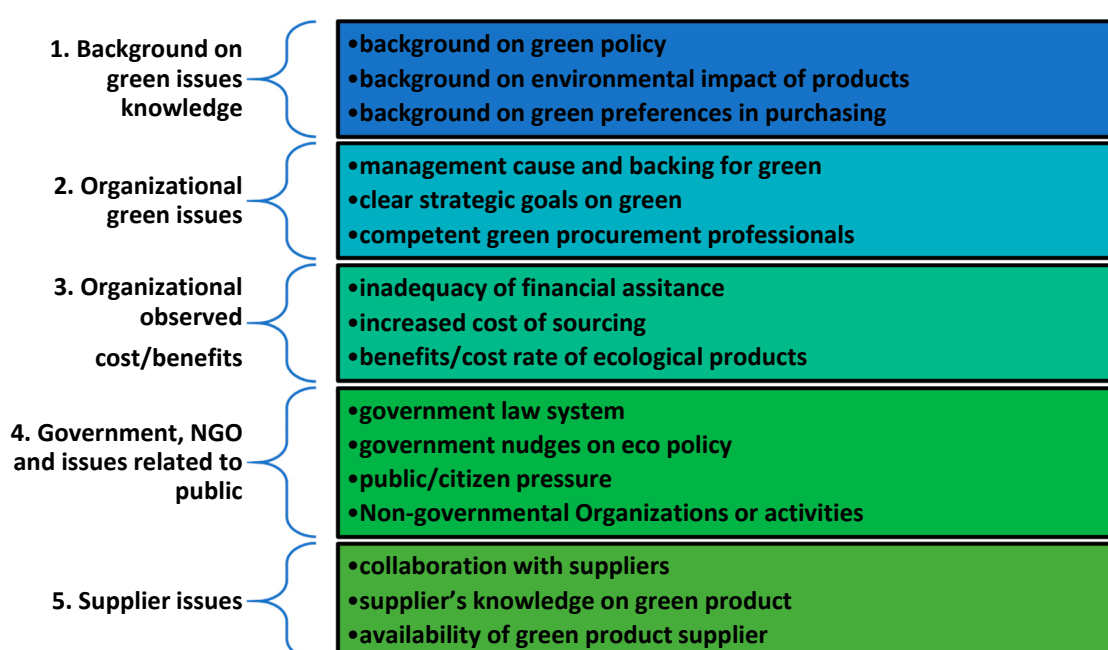 1. Background on
green issues
knowledge
•background on green policy
•background on environmental impact of products
•background on green preferences in purchasing
2. Organizational
green issues
•management cause and backing for green
•clear strategic goals on green
•competent green procurement professionals
3. Organizational
observed
cost/benefits
•inadequacy of financial assitance
•increased cost of sourcing
•benefits/cost rate of ecological products
4. Government, NGO
and issues related to
public
•government law system
•government nudges on eco policy
•public/citizen pressure
•Non-governmental Organizations or activities
5. Supplier issues
•collaboration with suppliers
•supplier’s knowledge on green product
•availability of green product supplier